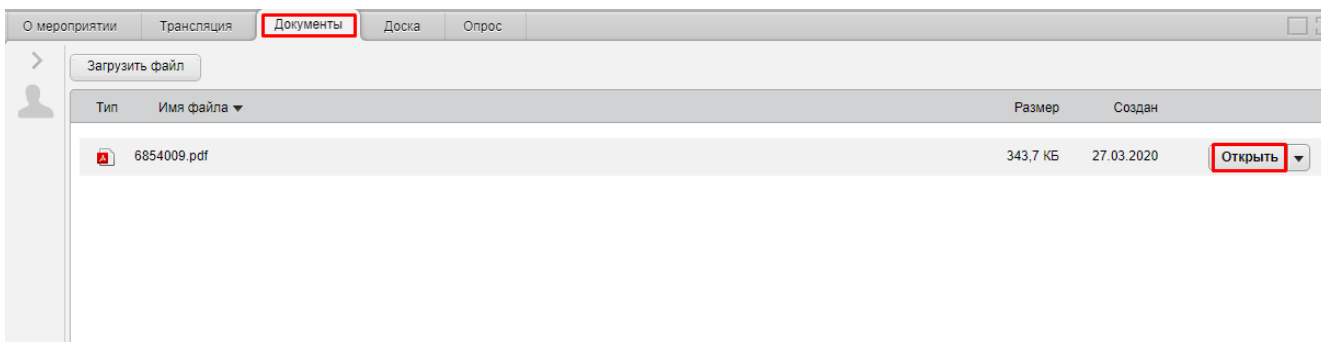 О мероприятии Трансляция Документы Доска Опрос
Загрузить файл
Тип Имя файла Размер Создан
6854009.pdf 343,7 КБ 27.03.2020 Открыть